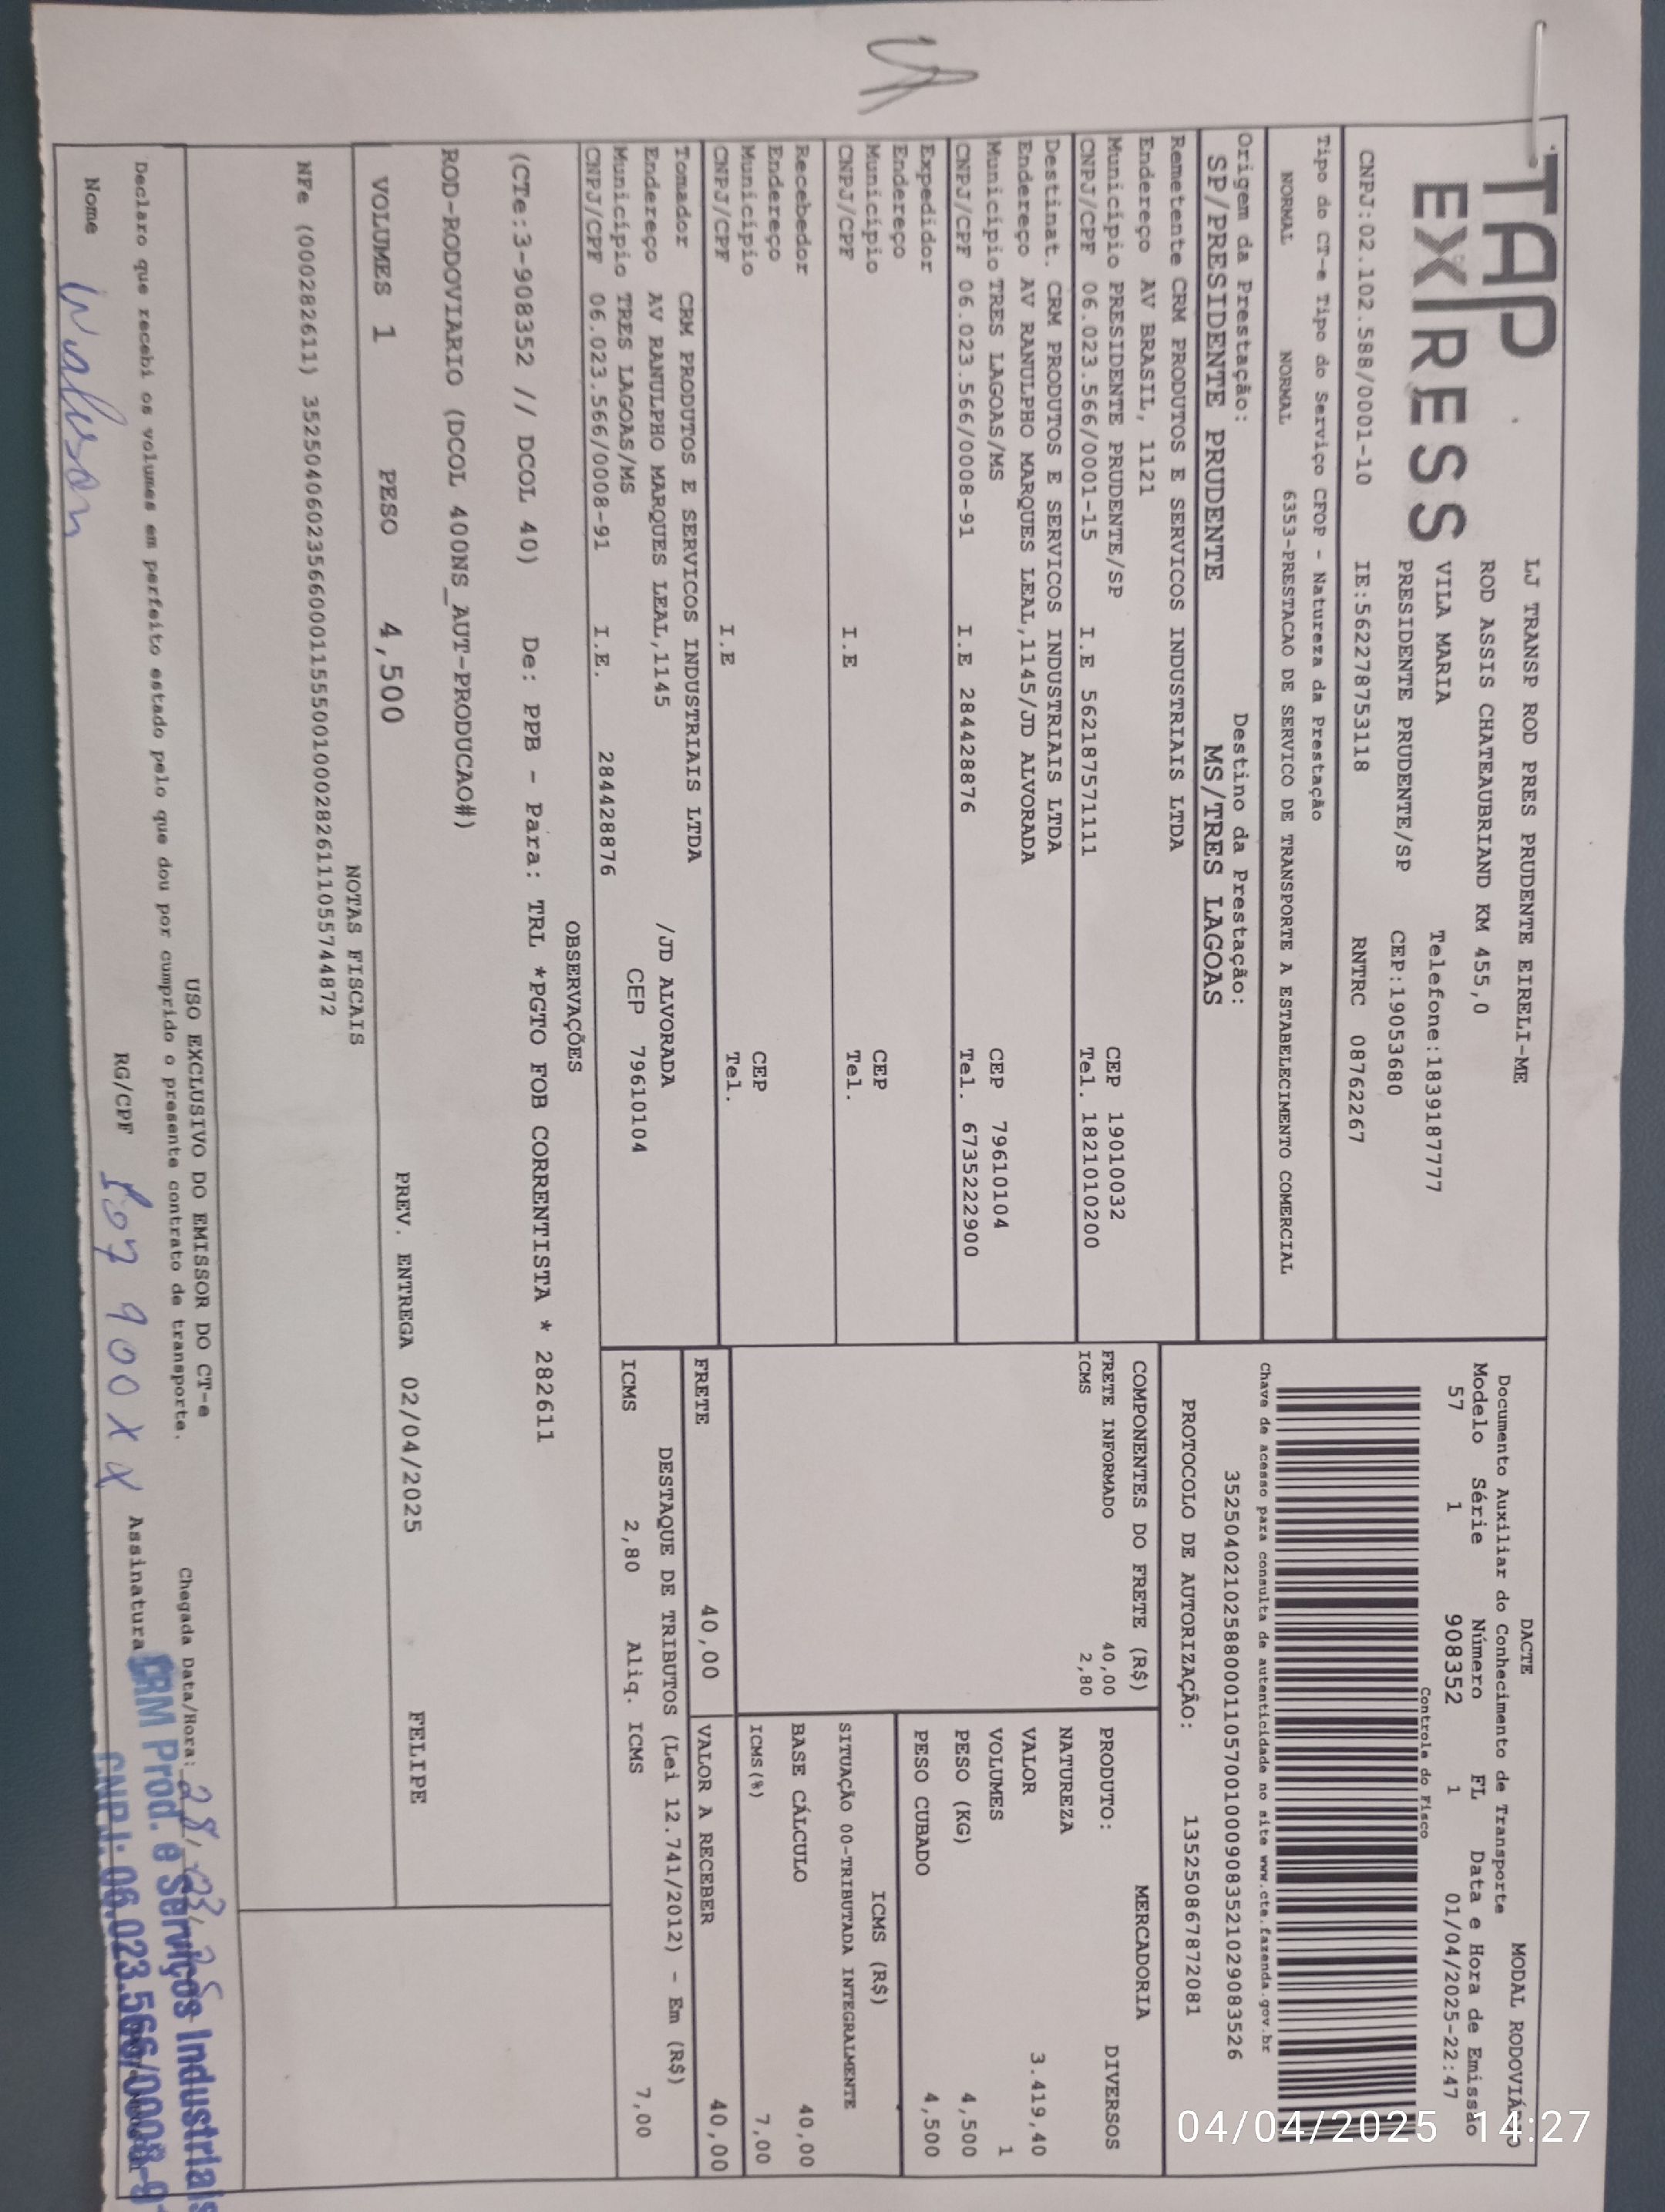 TAP
EXPRESS
LJ TRANSP ROD PRES PRUDENTE EIRELI-ME
ROD ASSIS CHATEAUBRIAND KM 455,0
VILA MARIA Telefone:1839187777
PRESIDENTE PRUDENTE/SP CEP:19053680
CNPJ:02.102.588/0001-10 IE:562278753118 RNTRC 08762267
Tipo do CT-e Tipo do Serviço CFOP - Natureza da Prestação
NORMAL NORMAL 6353-PRESTACAO DE SERVICO DE TRANSPORTE A ESTABELECIMENTO COMERCIAL
Origem da Prestação: Destino da Prestação:
SP/PRESIDENTE PRUDENTE MS/TRES LAGOAS
DACTE MODAL RODOVIÁRIO
Documento Auxiliar do Conhecimento de Transporte
Modelo Série Número FL Data e Hora de Emissão
57 1 908352 1 01/04/2025-22:47
Controle do Fisco
Chave de acesso para consulta de autenticidade no site www.cte.fazenda.gov.br
35250402102588000110570010009083521029083526
PROTOCOLO DE AUTORIZAÇÃO: 135250867872081
Remetente CRM PRODUTOS E SERVICOS INDUSTRIAIS LTDA
Endereço AV BRASIL, 1121
Município PRESIDENTE PRUDENTE/SP CEP 19010032
CNPJ/CPF 06.023.566/0001-15 I.E 562187571111 Tel. 1821010200
Destinat. CRM PRODUTOS E SERVICOS INDUSTRIAIS LTDA
Endereço AV RANULPHO MARQUES LEAL,1145/JD ALVORADA
Município TRES LAGOAS/MS CEP 79610104
CNPJ/CPF 06.023.566/0008-91 I.E 284428876 Tel. 6735222900
Expedidor
Endereço
Município CEP
CNPJ/CPF I.E Tel.
Recebedor
Endereço
Município CEP
CNPJ/CPF I.E Tel.
Tomador CRM PRODUTOS E SERVICOS INDUSTRIAIS LTDA
Endereço AV RANULPHO MARQUES LEAL,1145 /JD ALVORADA
Município TRES LAGOAS/MS CEP 79610104
CNPJ/CPF 06.023.566/0008-91 I.E. 284428876
COMPONENTES DO FRETE (R$)
FRETE INFORMADO 40,00
ICMS 2,80
MERCADORIA
PRODUTO: DIVERSOS
NATUREZA
VALOR 3.419,40
VOLUMES 1
PESO (KG) 4,500
PESO CUBADO 4,500
ICMS (R$)
SITUAÇÃO 00-TRIBUTADA INTEGRALMENTE
BASE CÁLCULO 40,00
ICMS(%) 7,00
FRETE 40,00 VALOR A RECEBER 40,00
DESTAQUE DE TRIBUTOS (Lei 12.741/2012) - Em (R$)
ICMS 2,80 Aliq. ICMS 7,00
OBSERVAÇÕES
(CTe:3-908352 // DCOL 40) De: PPB - Para: TRL *PGTO FOB CORRENTISTA * 282611
ROD-RODOVIARIO (DCOL 400NS_AUT-PRODUCAO#)
VOLUMES 1 PESO 4,500 PREV. ENTREGA 02/04/2025 FELIPE
NOTAS FISCAIS
NFe (000282611) 35250406023566000115550010002826111055744872
USO EXCLUSIVO DO EMISSOR DO CT-e
Declaro que recebi os volumes em perfeito estado pelo que dou por cumprido o presente contrato de transporte.
Chegada Data/Hora:
Nome RG/CPF Assinatura
CRM Prod. e Serviços Industriais
CNPJ: 06.023.566/0008-91
04/04/2025 14:27